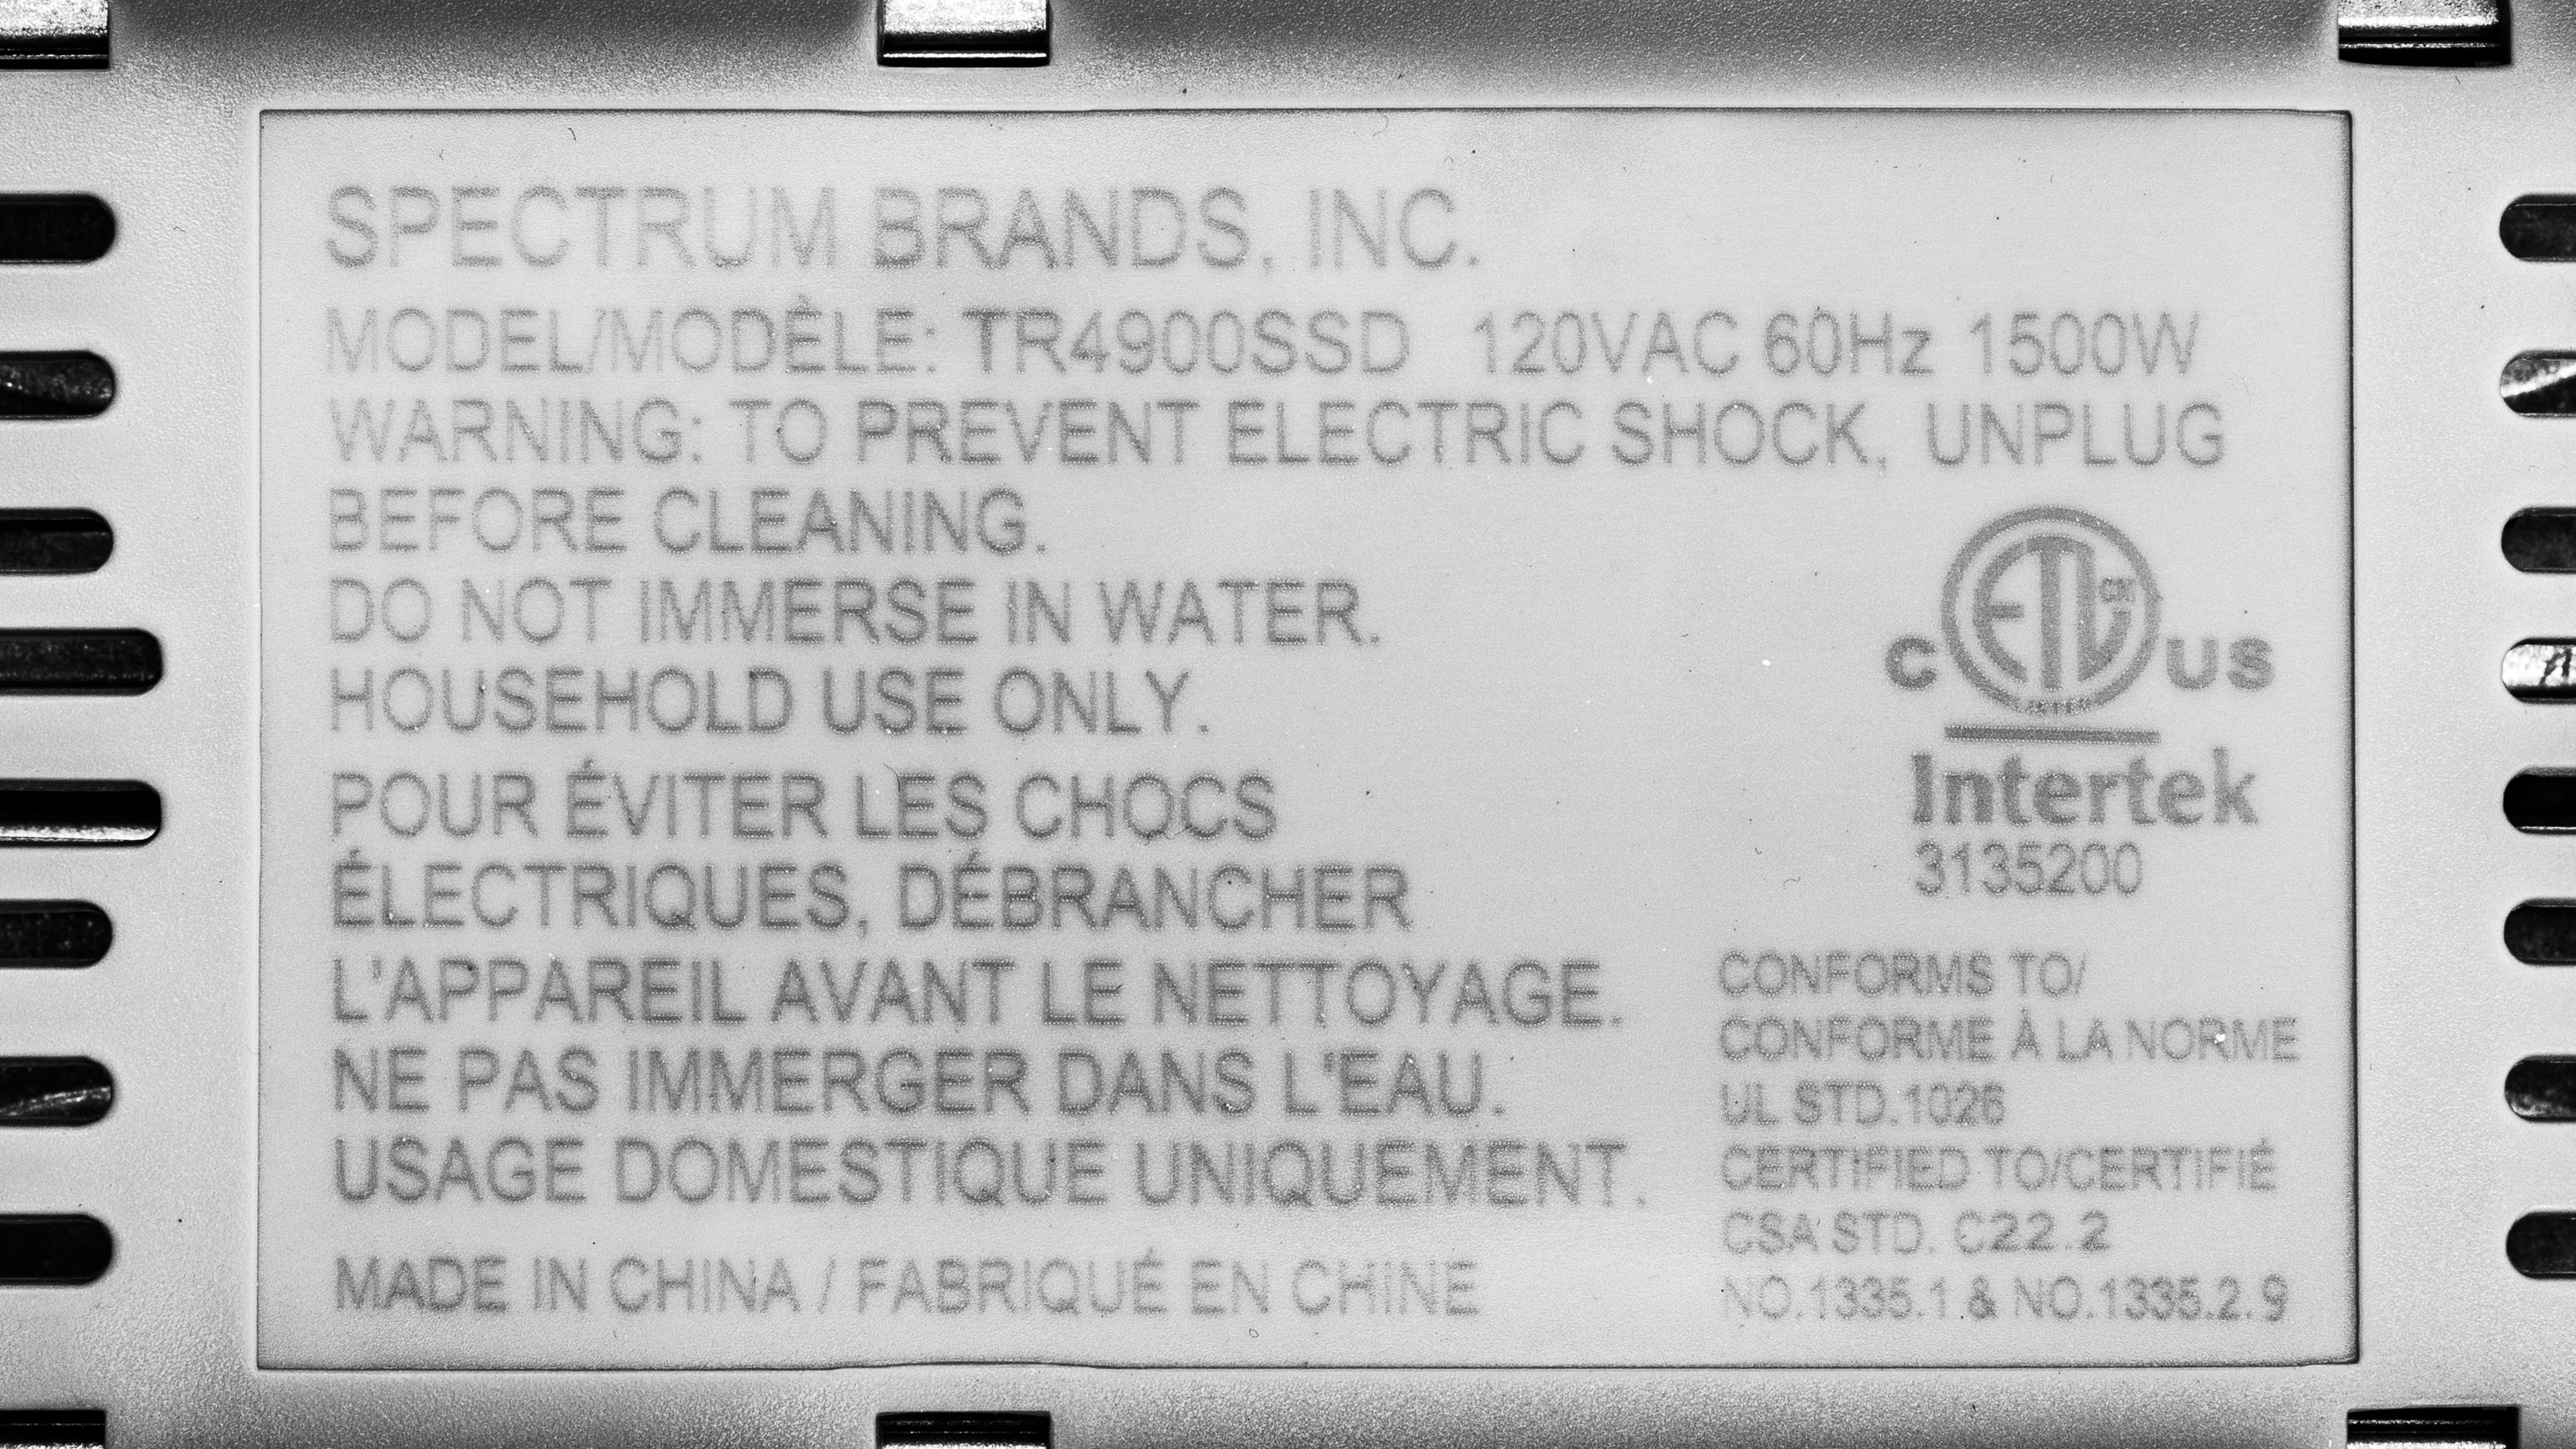 SPECTRUM BRANDS, INC.
MODEL/MODÈLE: TR4900SSD 120VAC 60Hz 1500W
WARNING: TO PREVENT ELECTRIC SHOCK, UNPLUG
BEFORE CLEANING.
DO NOT IMMERSE IN WATER.
HOUSEHOLD USE ONLY.
POUR ÉVITER LES CHOCS
ÉLECTRIQUES, DÉBRANCHER
L'APPAREIL AVANT LE NETTOYAGE.
NE PAS IMMERGER DANS L'EAU.
USAGE DOMESTIQUE UNIQUEMENT.
MADE IN CHINA / FABRIQUÉ EN CHINE
ETL CM
LISTED
C US
Intertek
3135200
CONFORMS TO/
CONFORME À LA NORME
UL STD.1026
CERTIFIED TO/CERTIFIÉ
CSA STD. C22.2
NO.1335.1 & NO.1335.2.9